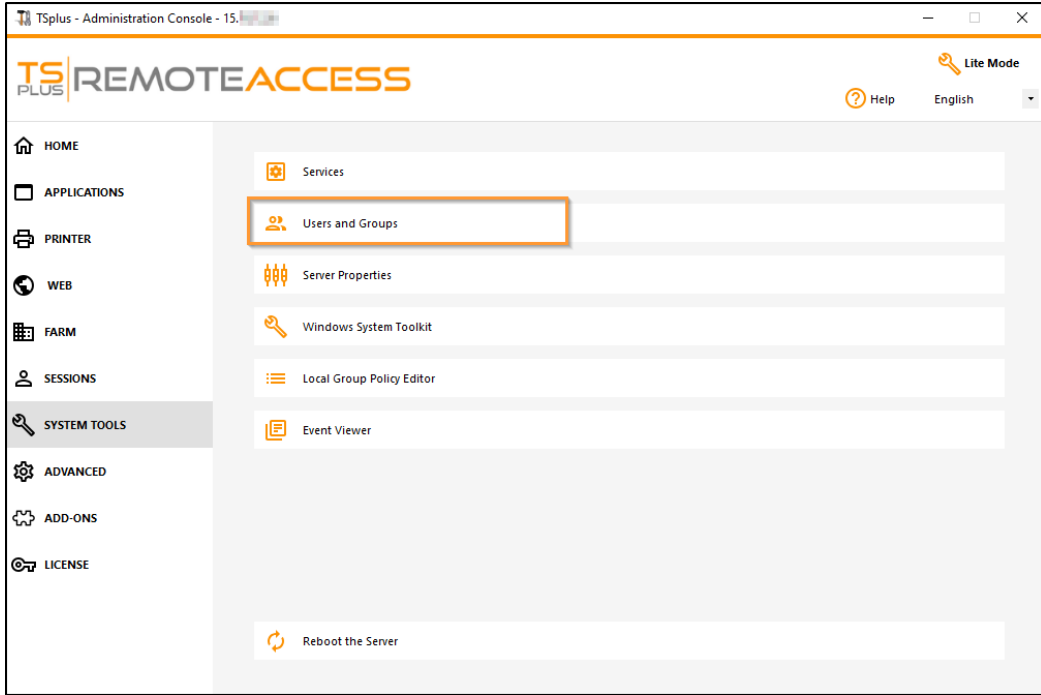 TSplus - Administration Console - 15.
TS PLUS REMOTEACCESS
Lite Mode
Help English
HOME
APPLICATIONS
PRINTER
WEB
FARM
SESSIONS
SYSTEM TOOLS
ADVANCED
ADD-ONS
LICENSE
Services
Users and Groups
Server Properties
Windows System Toolkit
Local Group Policy Editor
Event Viewer
Reboot the Server